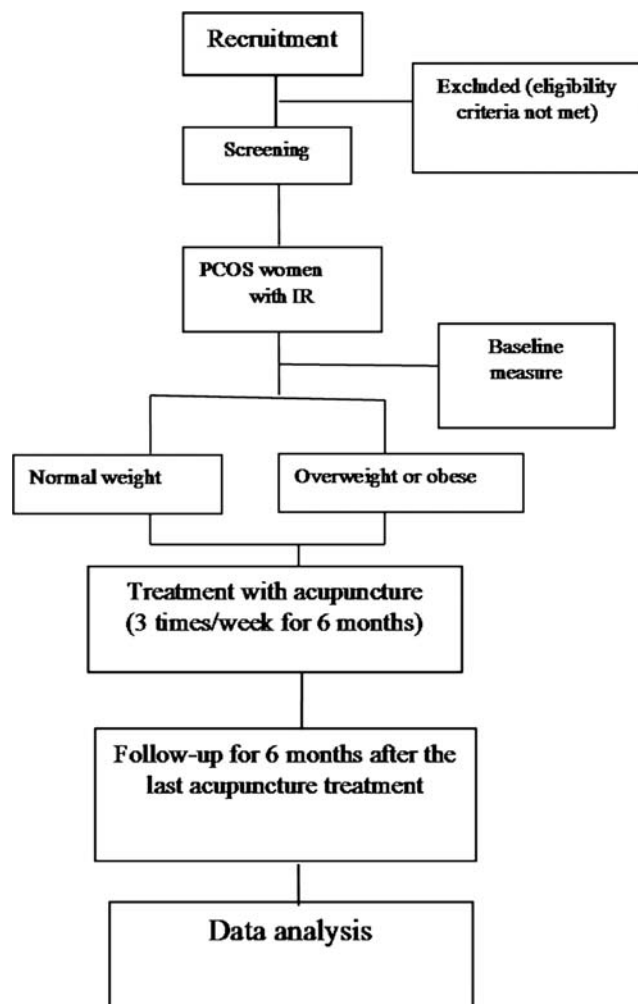 Recruitment
Excluded (eligibility
criteria not met)
Screening
PCOS women
with IR
Baseline
measure
Normal weight
Overweight or obese
Treatment with acupuncture
(3 times/week for 6 months)
Follow-up for 6 months after the
last acupuncture treatment
Data analysis